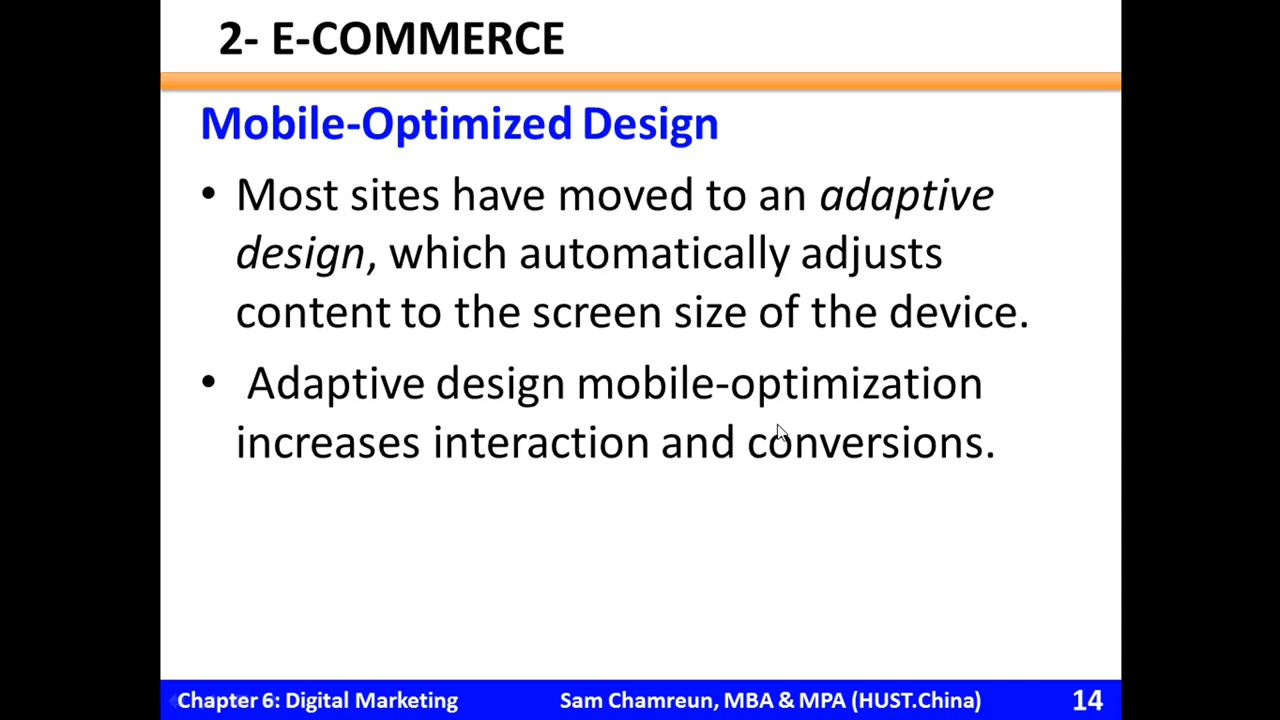 2- E-COMMERCE
Mobile-Optimized Design
• Most sites have moved to an adaptive
design, which automatically adjusts
content to the screen size of the device.
• Adaptive design mobile-optimization
increases interaction and conversions.
Chapter 6: Digital Marketing Sam Chamreun, MBA & MPA (HUST.China) 14